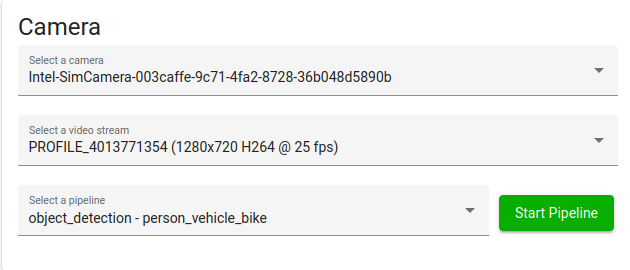 Camera
Select a camera
Intel-SimCamera-003caffe-9c71-4fa2-8728-36b048d5890b
Select a video stream
PROFILE_4013771354 (1280x720 H264 @ 25 fps)
Select a pipeline
object_detection - person_vehicle_bike
Start Pipeline